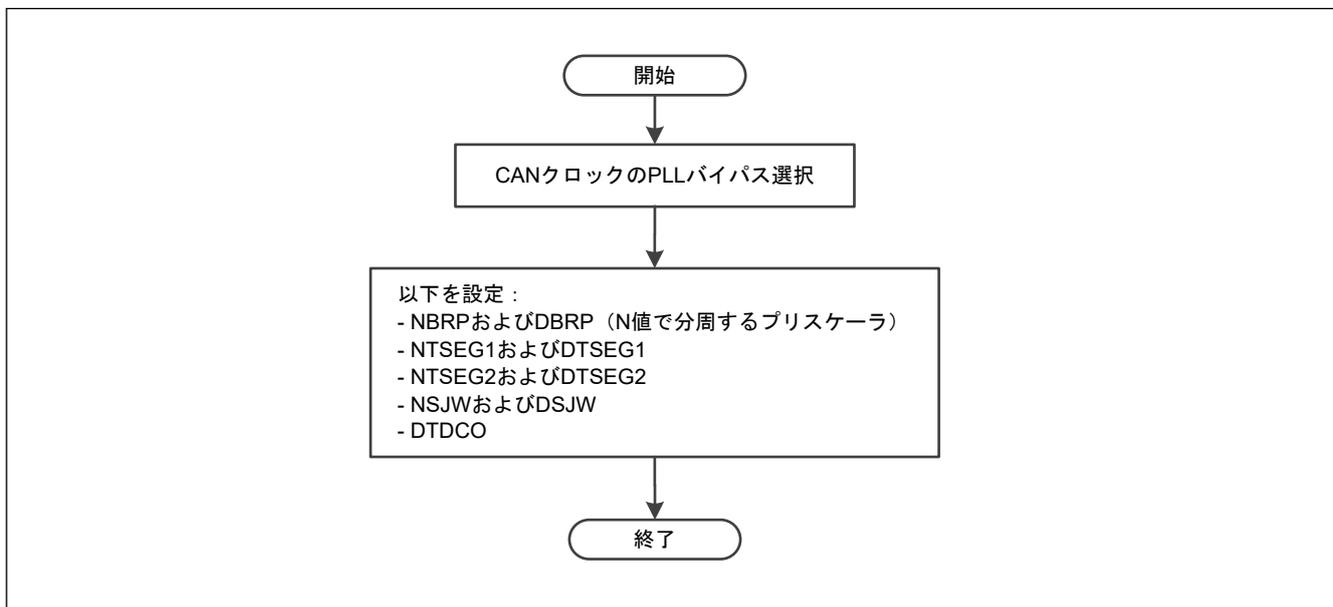 開始
CANクロックのPLLバイパス選択
以下を設定：
- NBRPおよびDBRP（N値で分周するプリスケーラ）
- NTSEG1およびDTSEG1
- NTSEG2およびDTSEG2
- NSJWおよびDSJW
- DTDCO
終了